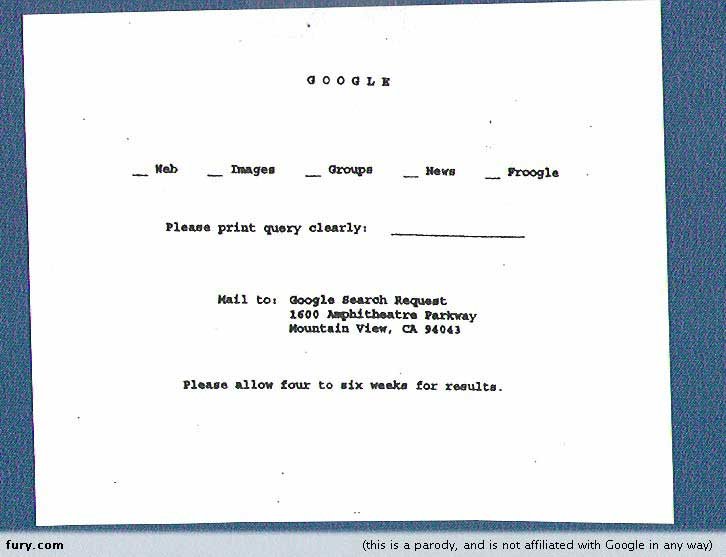 G O O G L E
__ Web __ Images __ Groups __ News __ Froogle
Please print query clearly: ____________
Mail to: Google Search Request
1600 Amphitheatre Parkway
Mountain View, CA 94043
Please allow four to six weeks for results.
fury.com (this is a parody, and is not affiliated with Google in any way)